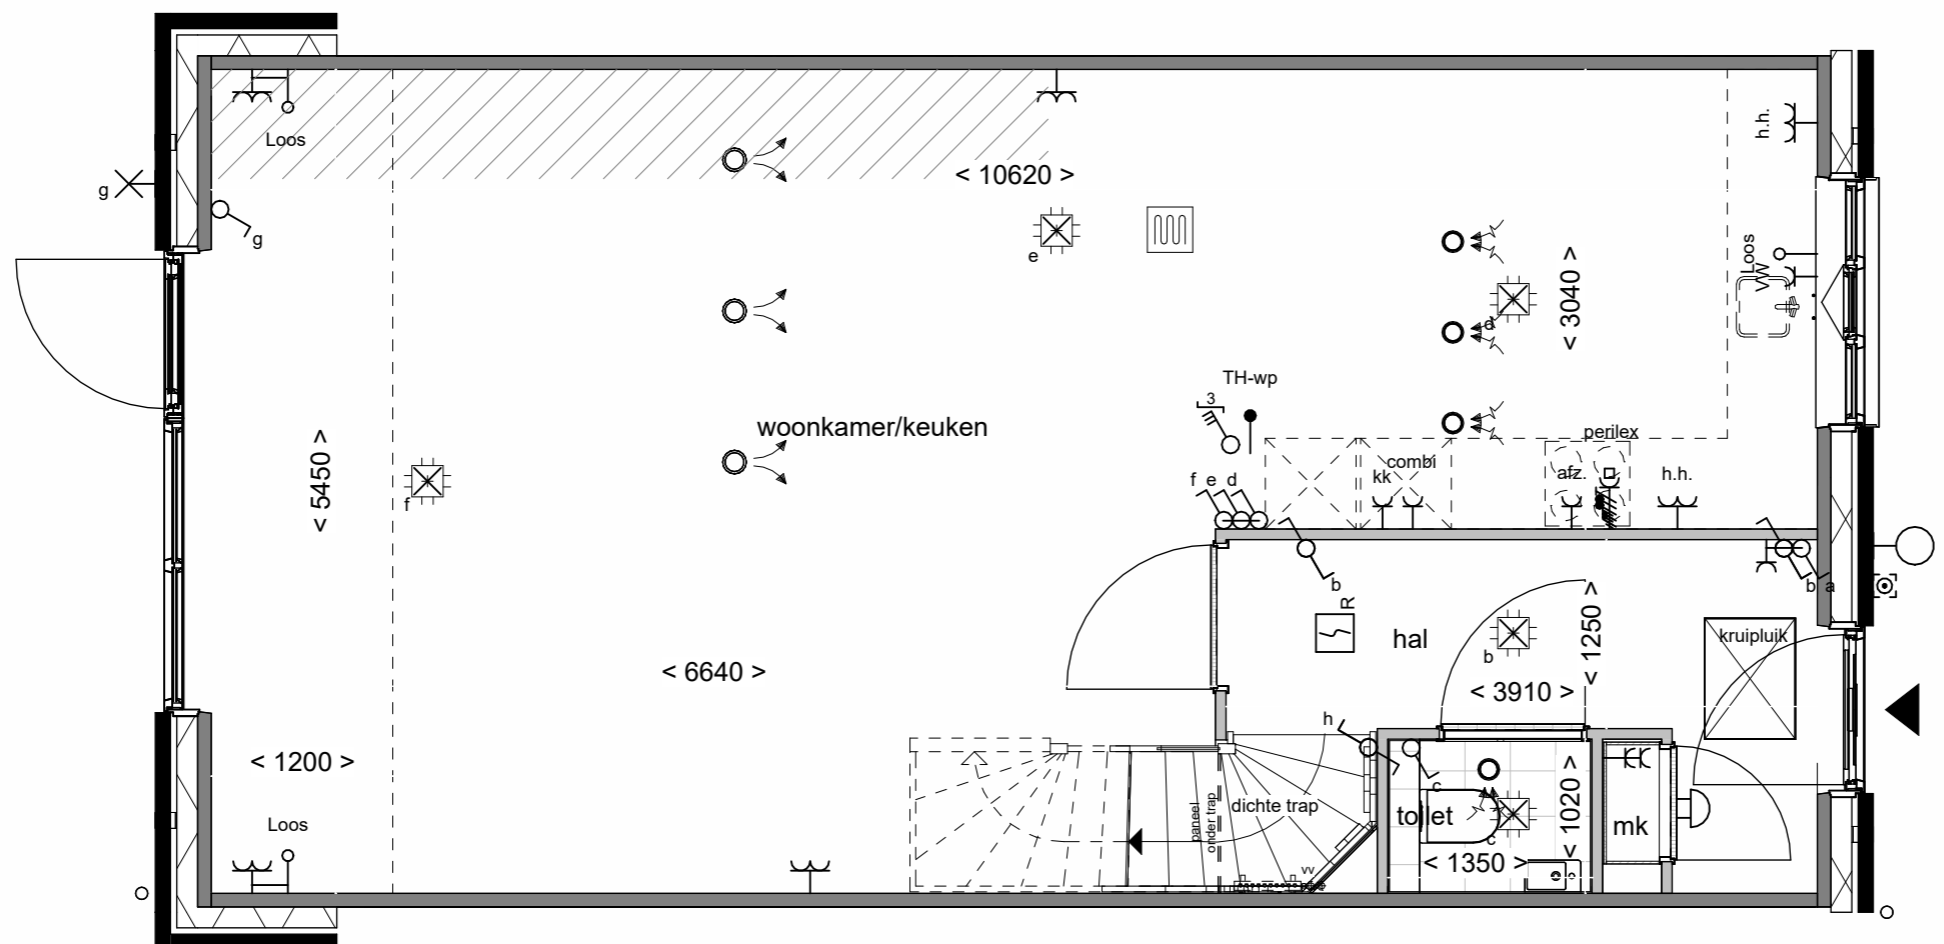 Loos
h.h.
< 10620 >
g
g
e
Loos
VW
d
< 3040 >
TH-wp
3
woonkamer/keuken
perilex
combi
kk
afz.
h.h.
< 5450 >
f
f e d
b
b a
R
hal
b
< 1250 >
kruipluik
< 6640 >
< 3910 >
h
< 1200 >
c
paneel
onder trap
dichte trap
toilet
c
< 1020 >
mk
Loos
< 1350 >
vv